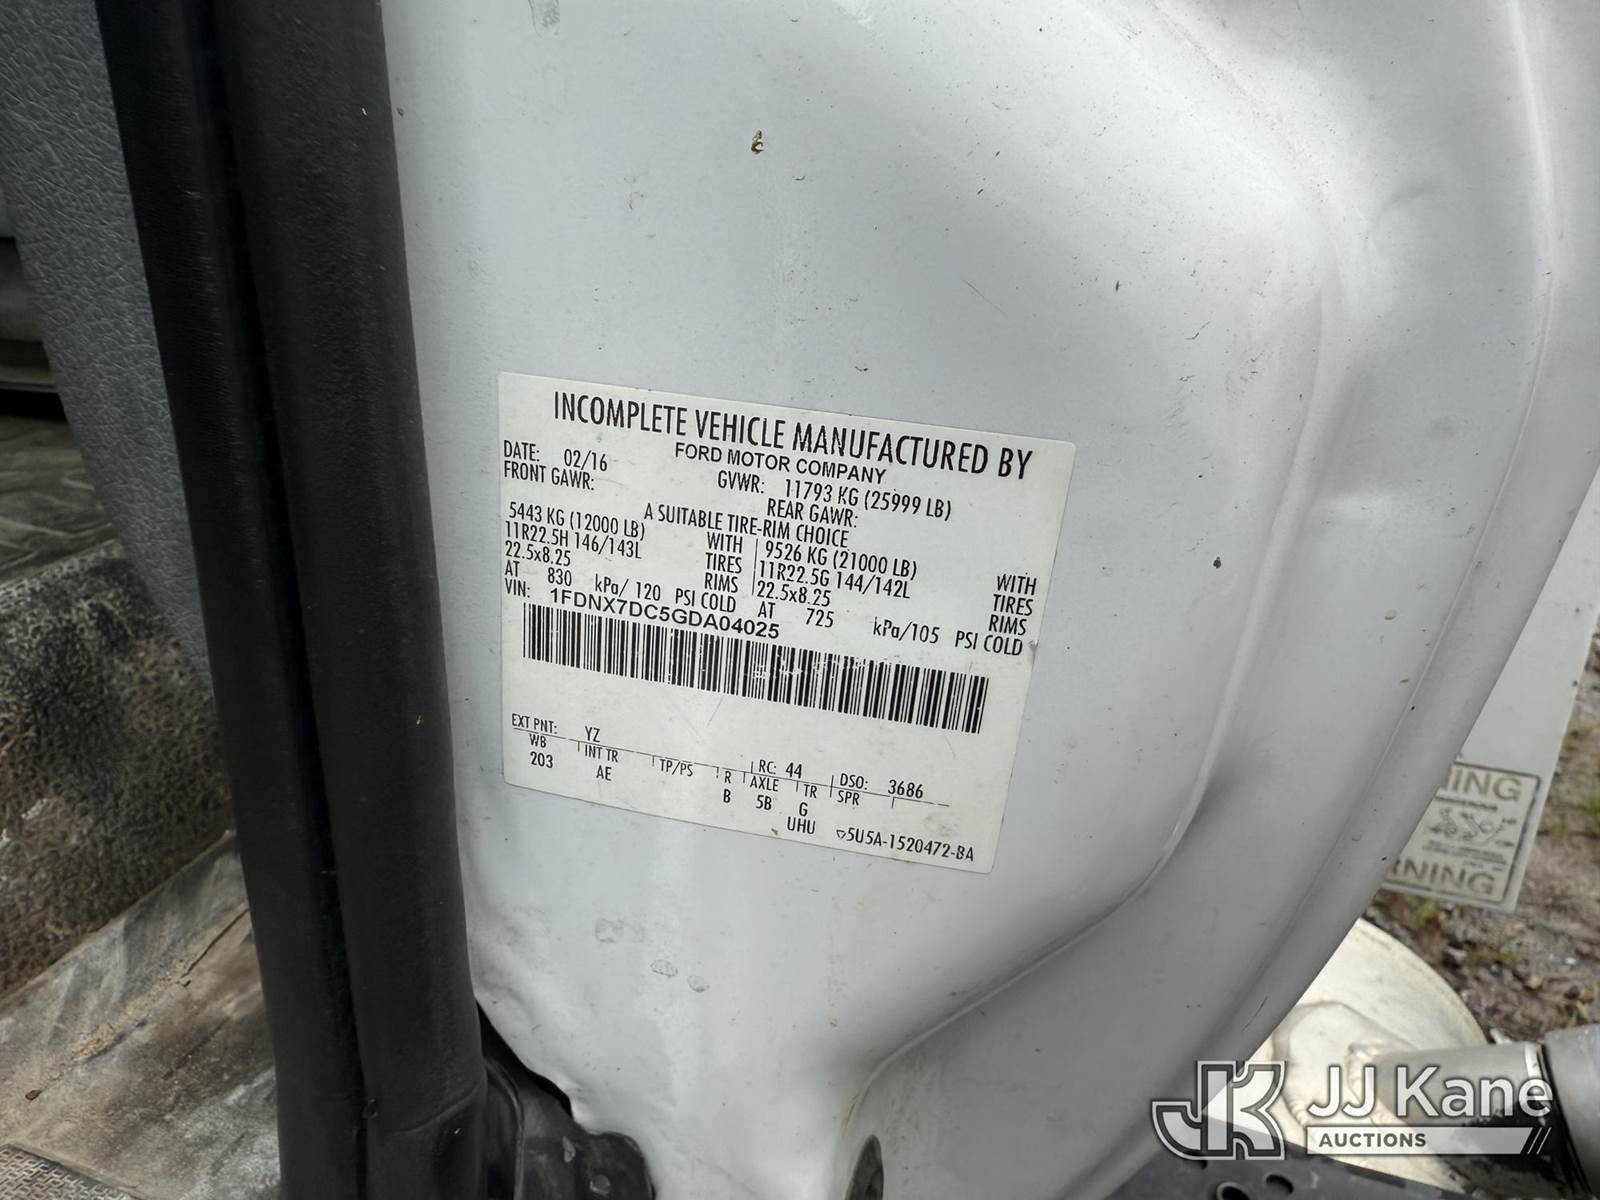 INCOMPLETE VEHICLE MANUFACTURED BY
FORD MOTOR COMPANY
DATE: 02/16 GVWR: 11793 KG (25999 LB)
FRONT GAWR: REAR GAWR:
A SUITABLE TIRE-RIM CHOICE
5443 KG (12000 LB) WITH 9526 KG (21000 LB) WITH
11R22.5H 146/143L TIRES 11R22.5G 144/142L TIRES
22.5x8.25 RIMS 22.5x8.25 RIMS
AT 830 kPa/ 120 PSI COLD AT 725 kPa/105 PSI COLD
VIN: 1FDNX7DC5GDA04025
EXT PNT: YZ RC: 44 DSO: 3686
WB INT TR TP/PS R AXLE TR SPR
203 AE B 5B G
UHU 5U5A-1520472-BA
NING
RNING
JK JJ Kane
AUCTIONS